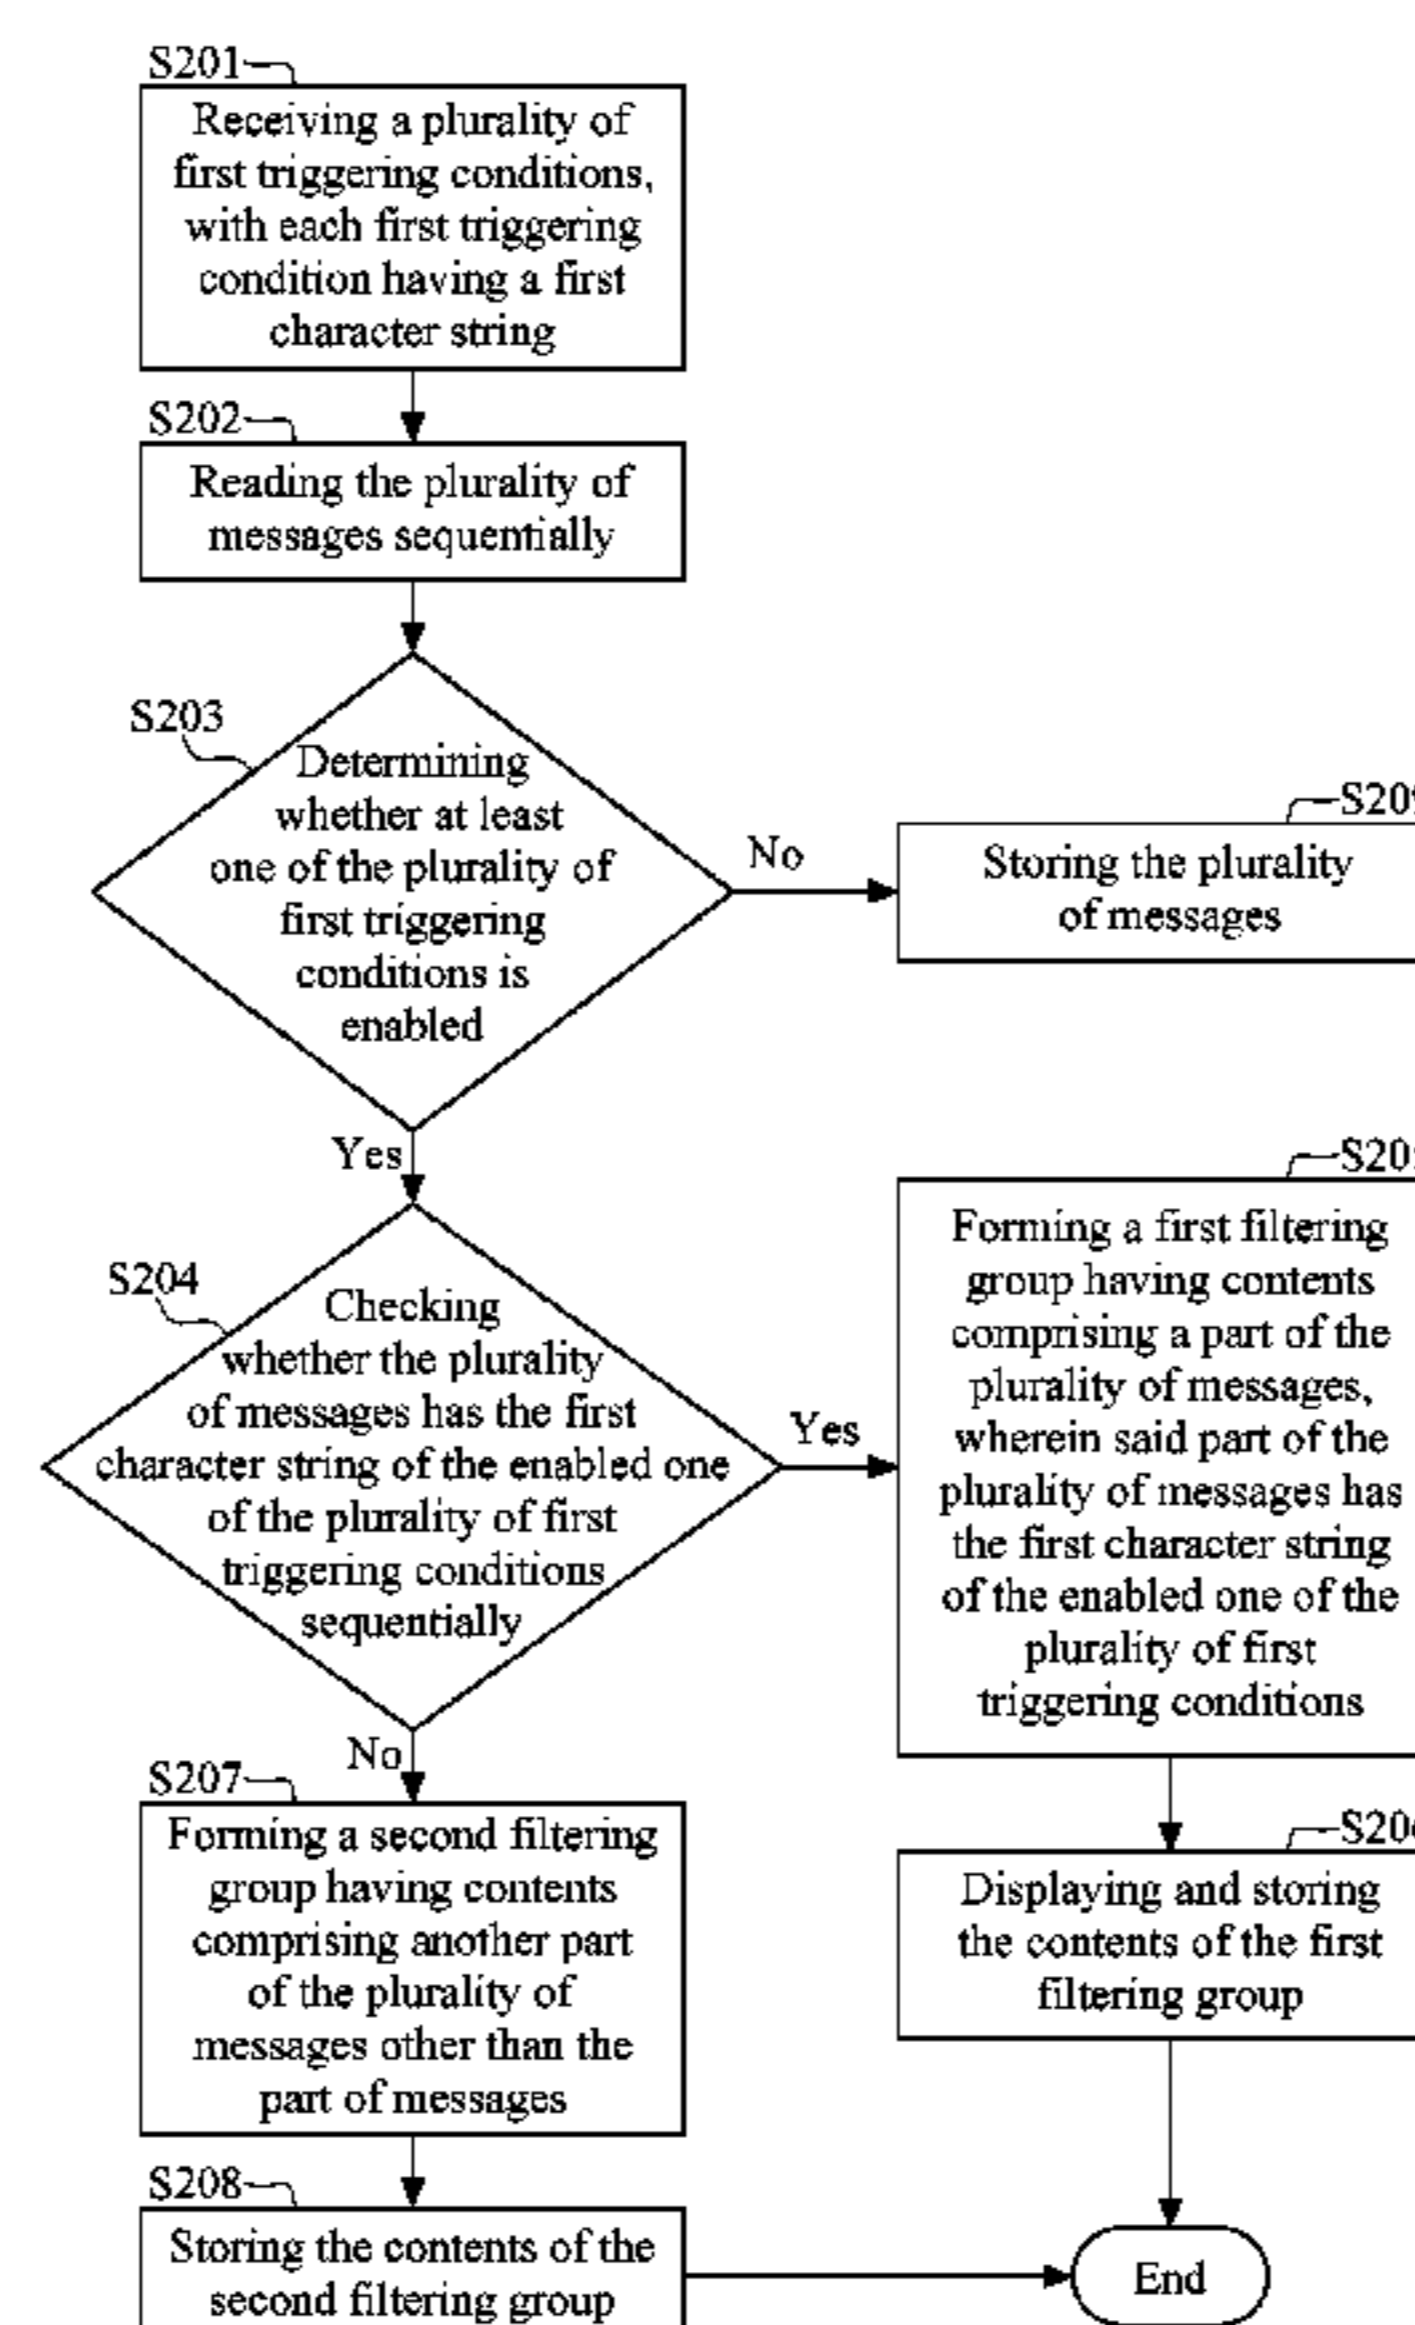 S201
Receiving a plurality of
first triggering conditions,
with each first triggering
condition having a first
character string
S202
Reading the plurality of
messages sequentially
S203
Determining
whether at least
one of the plurality of
first triggering
conditions is
enabled
No
S209
Storing the plurality
of messages
Yes
S204
Checking
whether the plurality
of messages has the first
character string of the enabled one
of the plurality of first
triggering conditions
sequentially
Yes
S205
Forming a first filtering
group having contents
comprising a part of the
plurality of messages,
wherein said part of the
plurality of messages has
the first character string
of the enabled one of the
plurality of first
triggering conditions
No
S207
Forming a second filtering
group having contents
comprising another part
of the plurality of
messages other than the
part of messages
S206
Displaying and storing
the contents of the first
filtering group
S208
Storing the contents of the
second filtering group
End